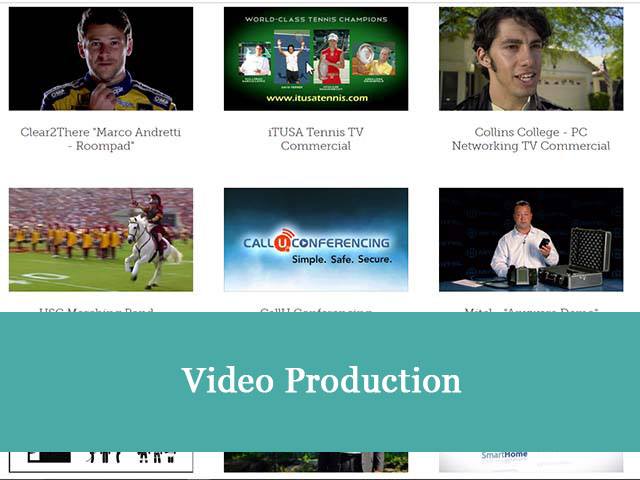 WORLD-CLASS TENNIS CHAMPIONS
www.itusatennis.com
Clear2There "Marco Andretti
- Roompad"
iTUSA Tennis TV
Commercial
Collins College - PC
Networking TV Commercial
CALL U CONFERENCING
Simple. Safe. Secure.
Video Production
SmartHome